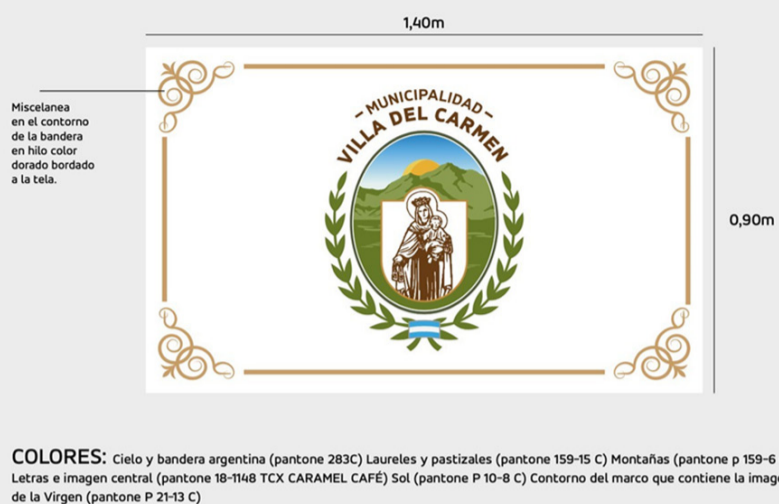 1,40m
Miscelanea
en el contorno
de la bandera
en hilo color
dorado bordado
a la tela.
-MUNICIPALIDAD-
VILLA DEL CARMEN
0,90m
COLORES: Cielo y bandera argentina (pantone 283C) Laureles y pastizales (pantone 159-15 C) Montañas (pantone p 159-6
Letras e imagen central (pantone 18-1148 TCX CARAMEL CAFÉ) Sol (pantone P 10-8 C) Contorno del marco que contiene la imag
de la Virgen (pantone P 21-13 C)